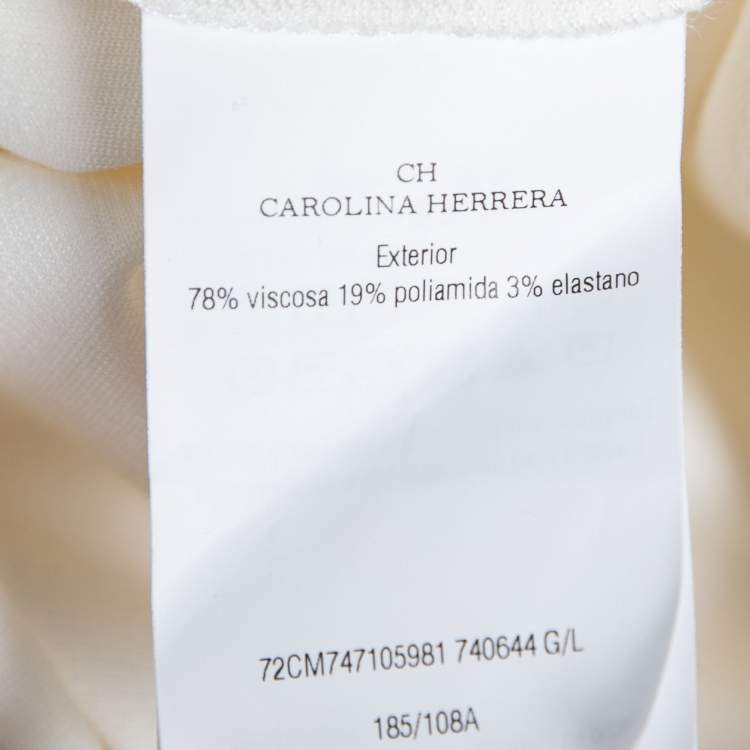 CH
CAROLINA HERRERA
Exterior
78% viscosa 19% poliamida 3% elastano
72CM747105981 740644 G/L
185/108A